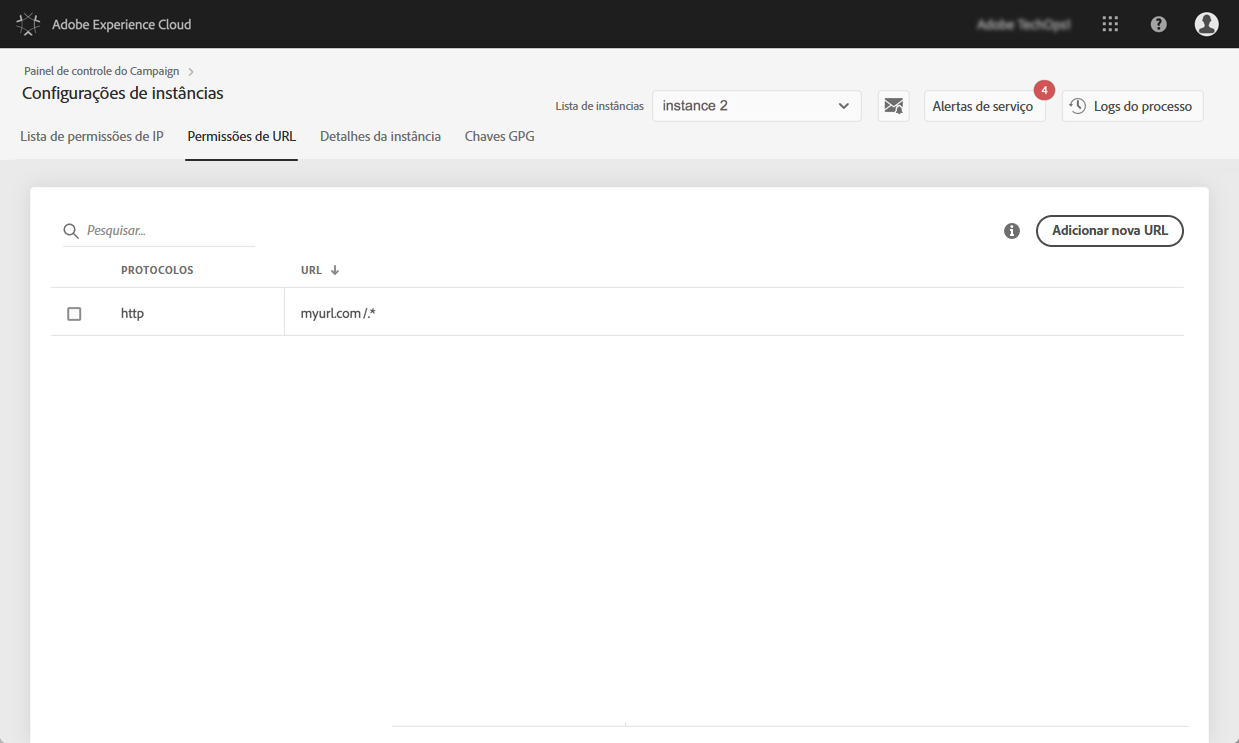 Adobe Experience Cloud
Painel de controle do Campaign
Configurações de instâncias
Lista de instâncias
instance 2
Alertas de serviço
4
Logs do processo
Lista de permissões de IP
Permissões de URL
Detalhes da instância
Chaves GPG
Pesquisar...
Adicionar nova URL
PROTOCOLOS
URL
http
myurl.com/.*